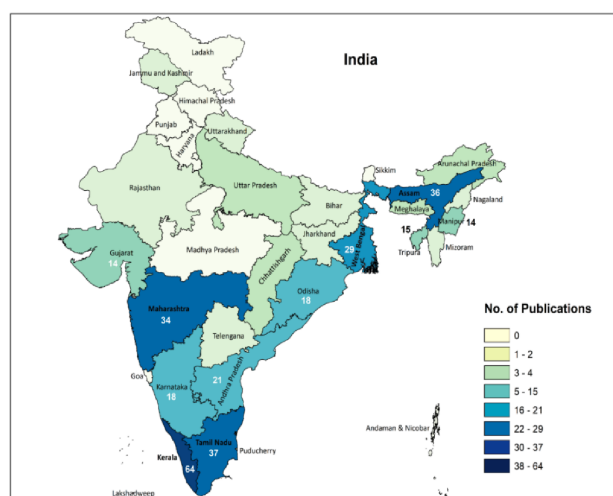 India
Ladakh
Jammu and Kashmir
Himachal Pradesh
Punjab
Haryana
Uttarakhand
Rajasthan
Uttar Pradesh
Bihar
Sikkim
Arunachal Pradesh
Assam
36
Nagaland
Meghalaya
Manipur
14
15
Tripura
Mizoram
Gujarat
14
Madhya Pradesh
Jharkhand
West Bengal
29
Chhattishgarh
Odisha
18
Maharashtra
34
Telengana
Goa
Karnataka
18
21
Andhra Pradesh
Tamil Nadu
37
Puducherry
Kerala
64
Lakshadweep
Andaman & Nicobar
No. of Publications
0
1 - 2
3 - 4
5 - 15
16 - 21
22 - 29
30 - 37
38 - 64